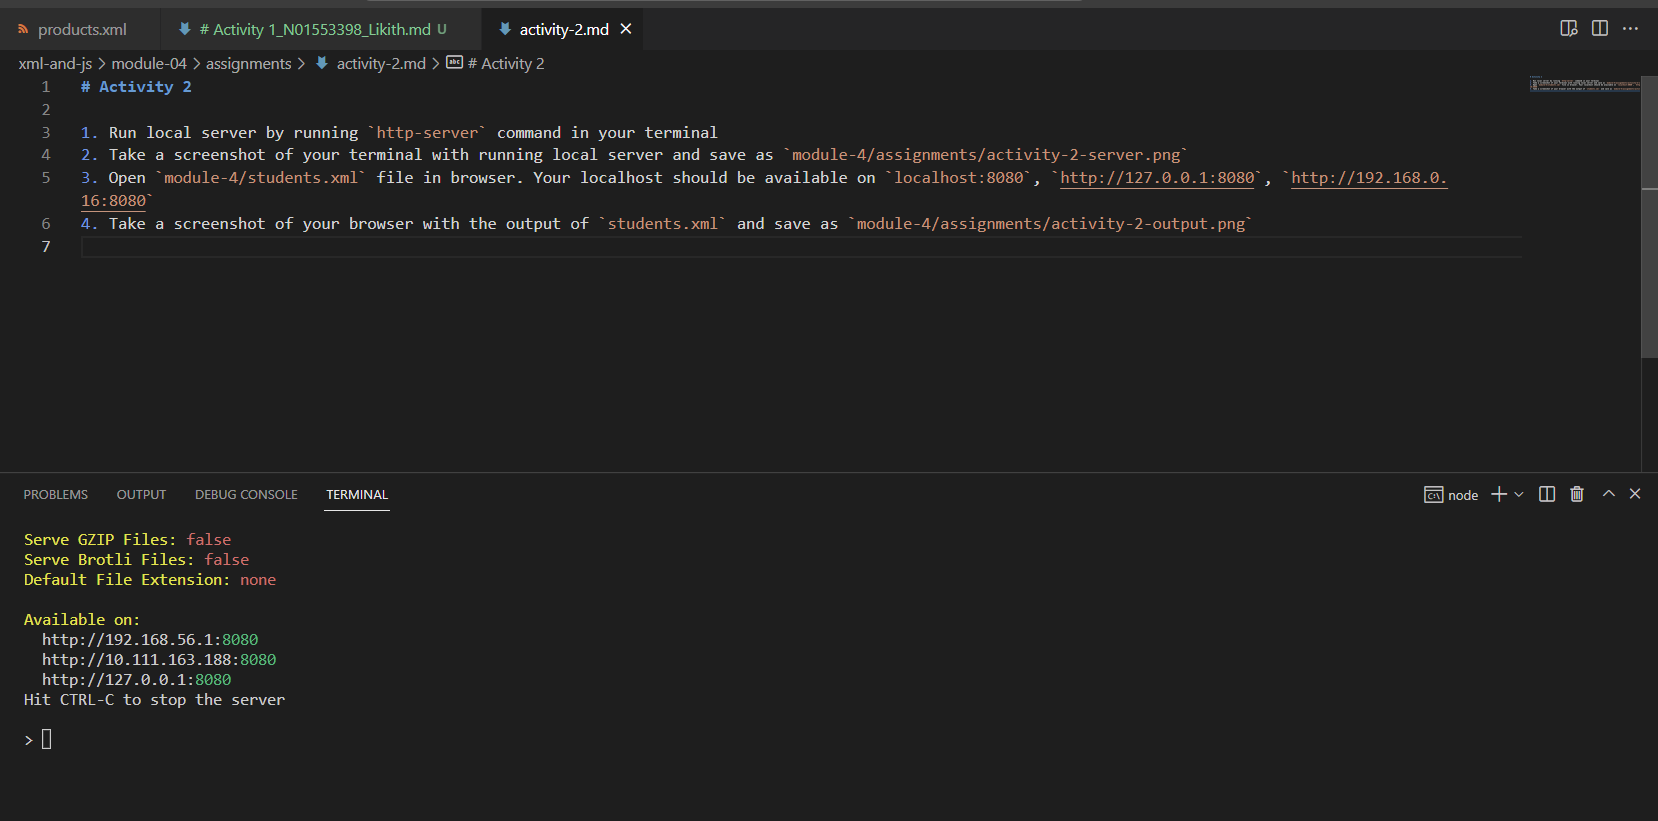 products.xml
# Activity 1_N01553398_Likith.md U
activity-2.md
xml-and-js > module-04 > assignments > activity-2.md > # Activity 2
1 # Activity 2
2
3 1. Run local server by running `http-server` command in your terminal
4 2. Take a screenshot of your terminal with running local server and save as `module-4/assignments/activity-2-server.png`
5 3. Open `module-4/students.xml` file in browser. Your localhost should be available on `localhost:8080`, `http://127.0.0.1:8080`, `http://192.168.0.
16:8080`
6 4. Take a screenshot of your browser with the output of `students.xml` and save as `module-4/assignments/activity-2-output.png`
7
PROBLEMS OUTPUT DEBUG CONSOLE TERMINAL
node
Serve GZIP Files: false
Serve Brotli Files: false
Default File Extension: none
Available on:
http://192.168.56.1:8080
http://10.111.163.188:8080
http://127.0.0.1:8080
Hit CTRL-C to stop the server
>